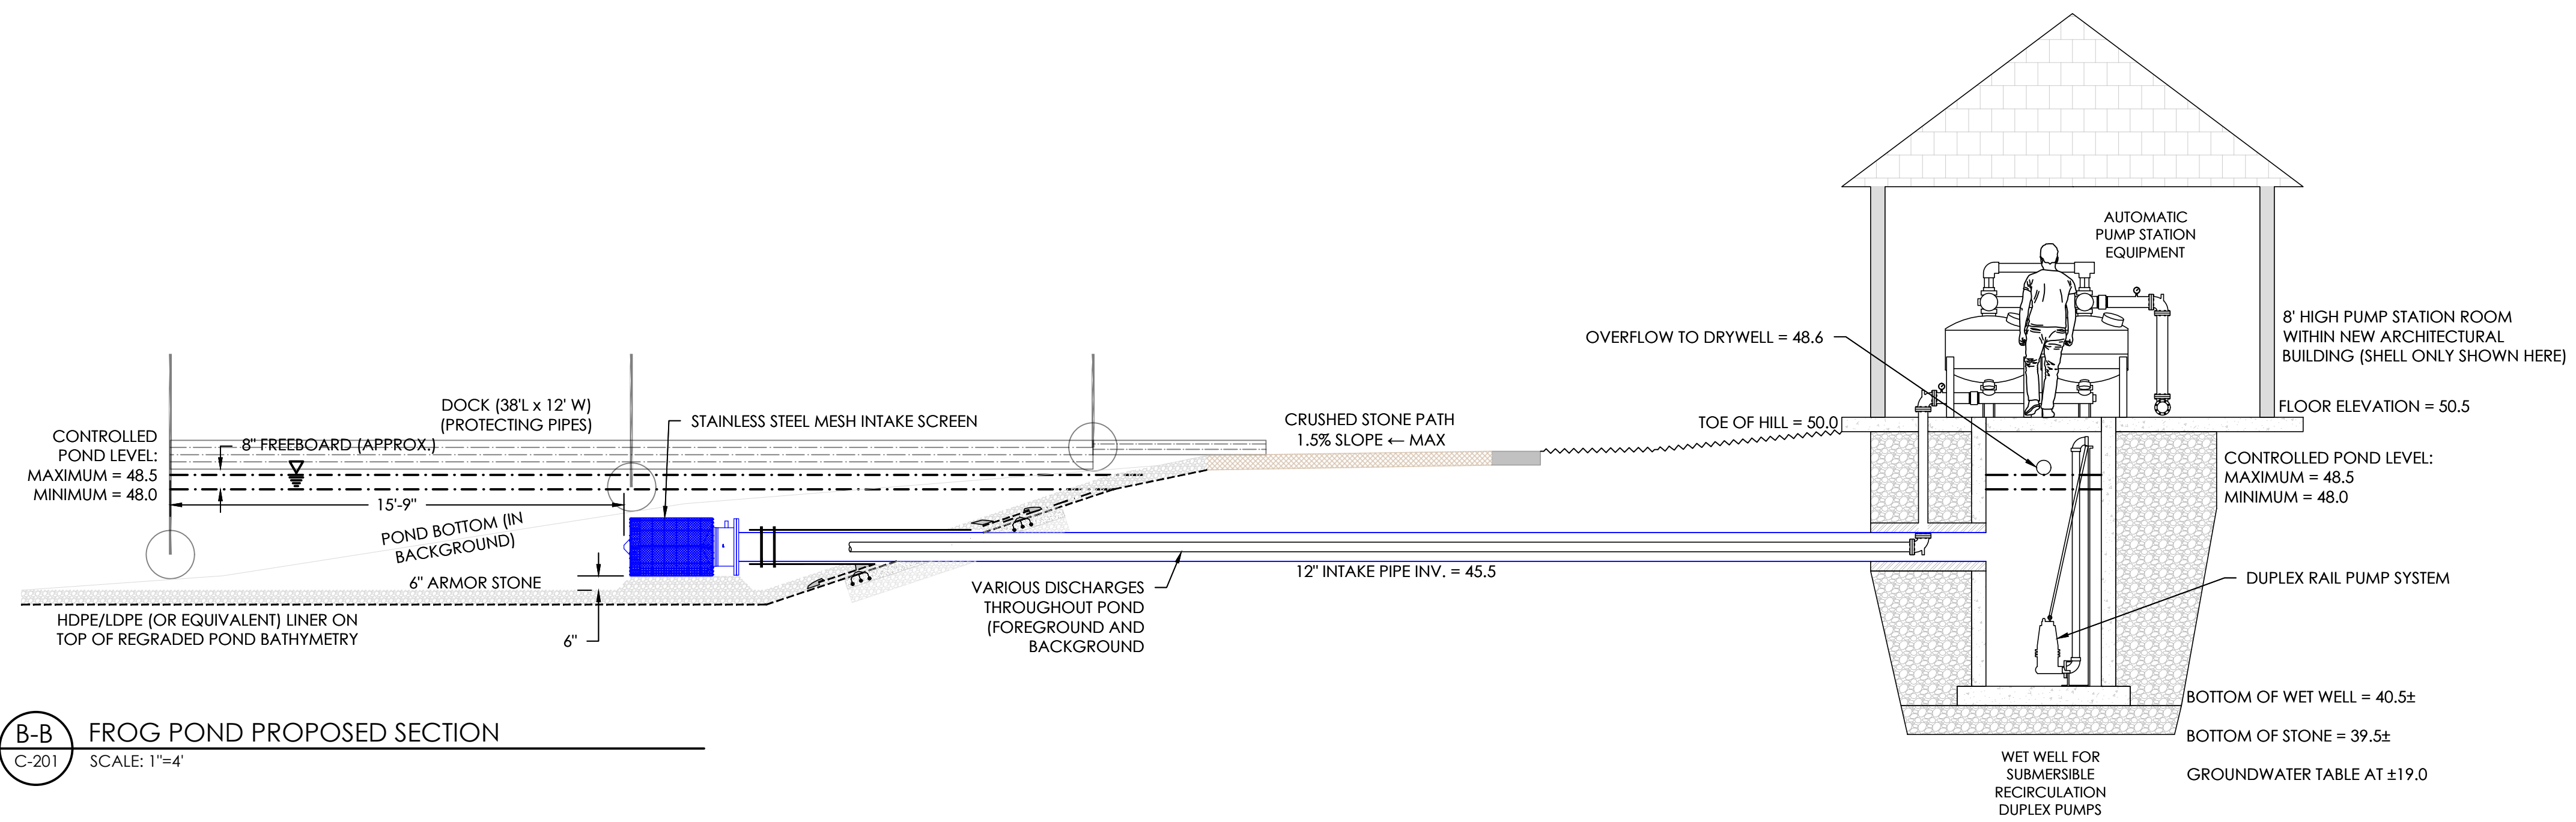 AUTOMATIC
PUMP STATION
EQUIPMENT
8' HIGH PUMP STATION ROOM
WITHIN NEW ARCHITECTURAL
BUILDING (SHELL ONLY SHOWN HERE)
OVERFLOW TO DRYWELL = 48.6
FLOOR ELEVATION = 50.5
DOCK (38'L x 12' W)
(PROTECTING PIPES)
STAINLESS STEEL MESH INTAKE SCREEN
CRUSHED STONE PATH
1.5% SLOPE ← MAX
TOE OF HILL = 50.0
CONTROLLED
POND LEVEL:
MAXIMUM = 48.5
MINIMUM = 48.0
8" FREEBOARD (APPROX.)
15'-9"
CONTROLLED POND LEVEL:
MAXIMUM = 48.5
MINIMUM = 48.0
POND BOTTOM (IN
BACKGROUND)
6" ARMOR STONE
12" INTAKE PIPE INV. = 45.5
VARIOUS DISCHARGES
THROUGHOUT POND
(FOREGROUND AND
BACKGROUND
DUPLEX RAIL PUMP SYSTEM
HDPE/LDPE (OR EQUIVALENT) LINER ON
TOP OF REGRADED POND BATHYMETRY
6"
BOTTOM OF WET WELL = 40.5±
BOTTOM OF STONE = 39.5±
GROUNDWATER TABLE AT ±19.0
WET WELL FOR
SUBMERSIBLE
RECIRCULATION
DUPLEX PUMPS
B-B
C-201
FROG POND PROPOSED SECTION
SCALE: 1"=4'